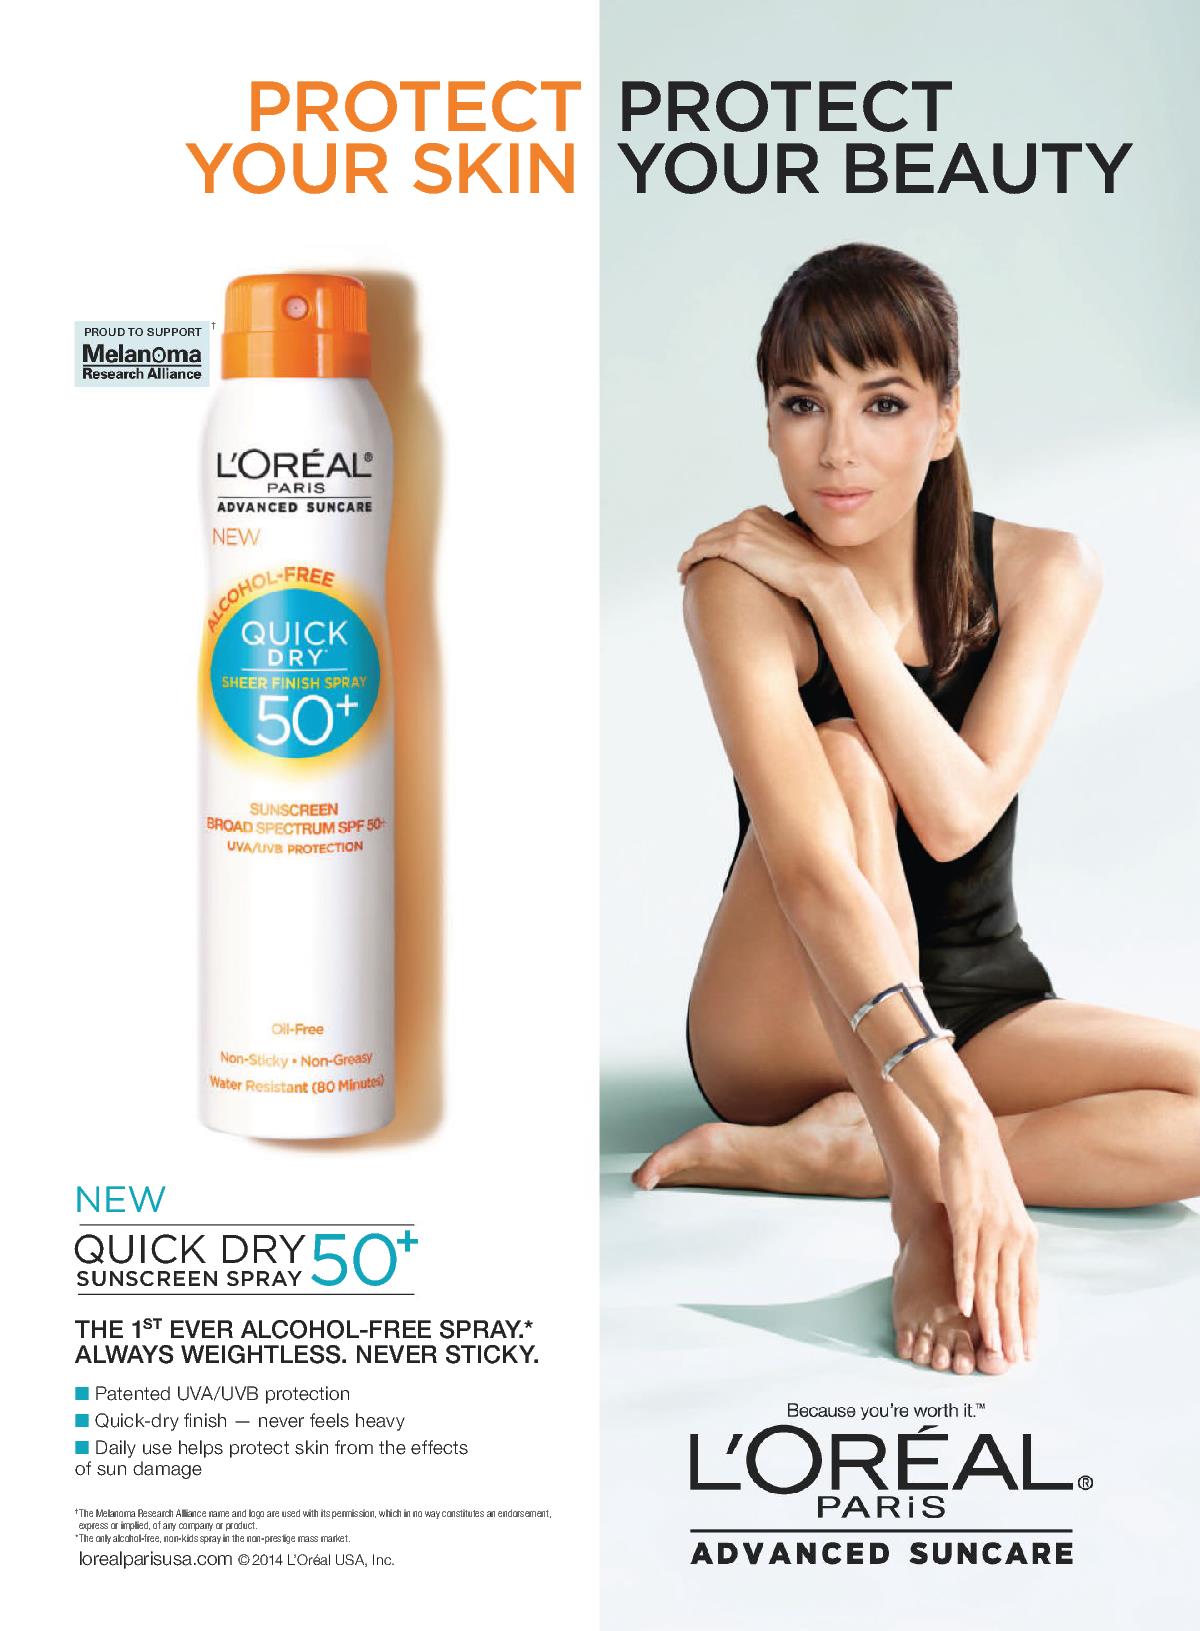 PROTECT
YOUR SKIN
PROTECT
YOUR BEAUTY
PROUD TO SUPPORT †
Melanoma
Research Alliance
L'ORÉAL®
PARIS
ADVANCED SUNCARE
NEW
ALCOHOL-FREE
QUICK
DRY™
SHEER FINISH SPRAY
50+
SUNSCREEN
BROAD SPECTRUM SPF 50+
UVA/UVB PROTECTION
Oil-Free
Non-Sticky • Non-Greasy
Water Resistant (80 Minutes)
NEW
QUICK DRY 50+
SUNSCREEN SPRAY
THE 1ST EVER ALCOHOL-FREE SPRAY.*
ALWAYS WEIGHTLESS. NEVER STICKY.
■ Patented UVA/UVB protection
■ Quick-dry finish — never feels heavy
■ Daily use helps protect skin from the effects
of sun damage
†The Melanoma Research Alliance name and logo are used with its permission, which in no way constitutes an endorsement,
express or implied, of any company or product.
*The only alcohol-free, non-kids spray in the non-prestige mass market.
lorealparisusa.com © 2014 L'Oréal USA, Inc.
Because you're worth it.™
L'ORÉAL®
PARiS
ADVANCED SUNCARE